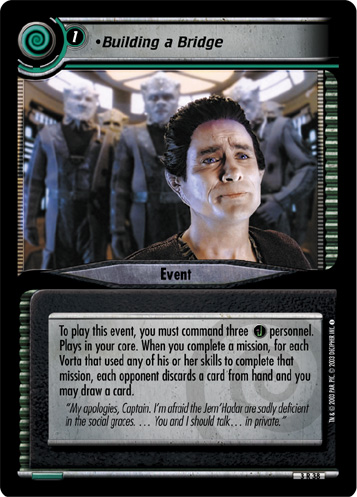 1
•Building a Bridge
Event
To play this event, you must command three personnel.
Plays in your core. When you complete a mission, for each
Vorta that used any of his or her skills to complete that
mission, each opponent discards a card from hand and you
may draw a card.
“My apologies, Captain. I’m afraid the Jem’Hadar are sadly deficient
in the social graces. … You and I should talk… in private.”
TM & © 2003 PAR. PIC. © 2003 DECIPHER INC.
3 R 38